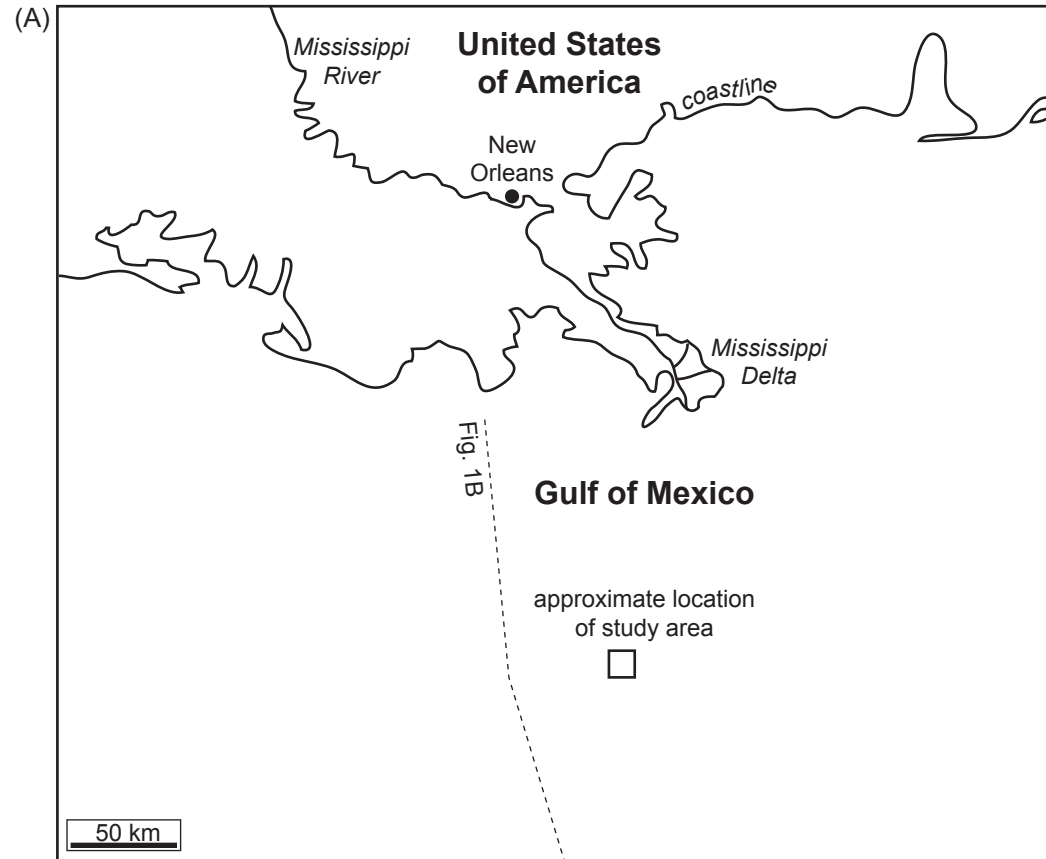 (A)
Mississippi
River
United States
of America
coastline
New
Orleans
Mississippi
Delta
Fig. 1B
Gulf of Mexico
approximate location
of study area
50 km